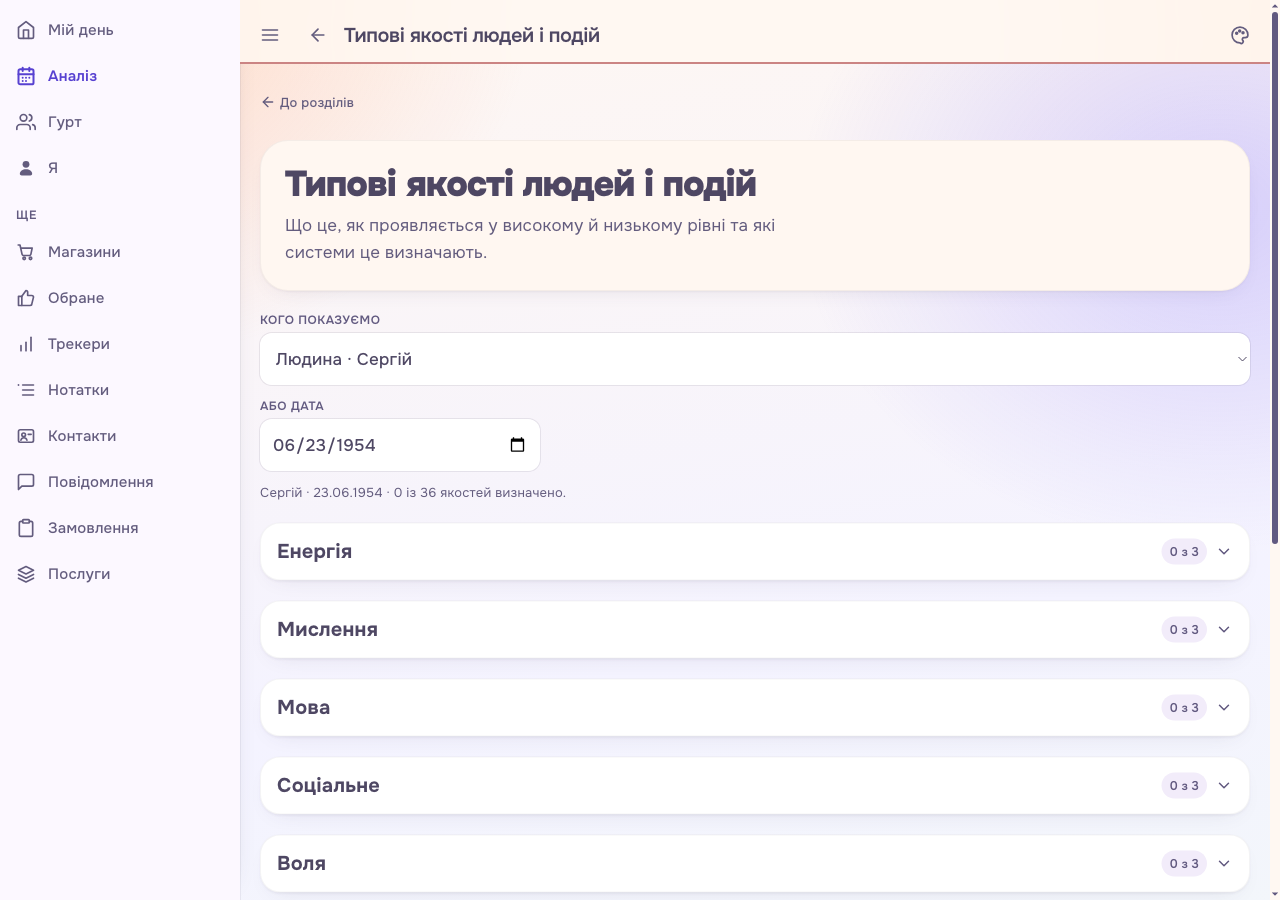 Мій день
Аналіз
Гурт
Я
ЩЕ
Магазини
Обране
Трекери
Нотатки
Контакти
Повідомлення
Замовлення
Послуги
Типові якості людей і подій
До розділів
Типові якості людей і подій
Що це, як проявляється у високому й низькому рівні та які
системи це визначають.
КОГО ПОКАЗУЄМО
Людина · Сергій
АБО ДАТА
06/23/1954
Сергій · 23.06.1954 · 0 із 36 якостей визначено.
Енергія
0 з 3
Мислення
0 з 3
Мова
0 з 3
Соціальне
0 з 3
Воля
0 з 3